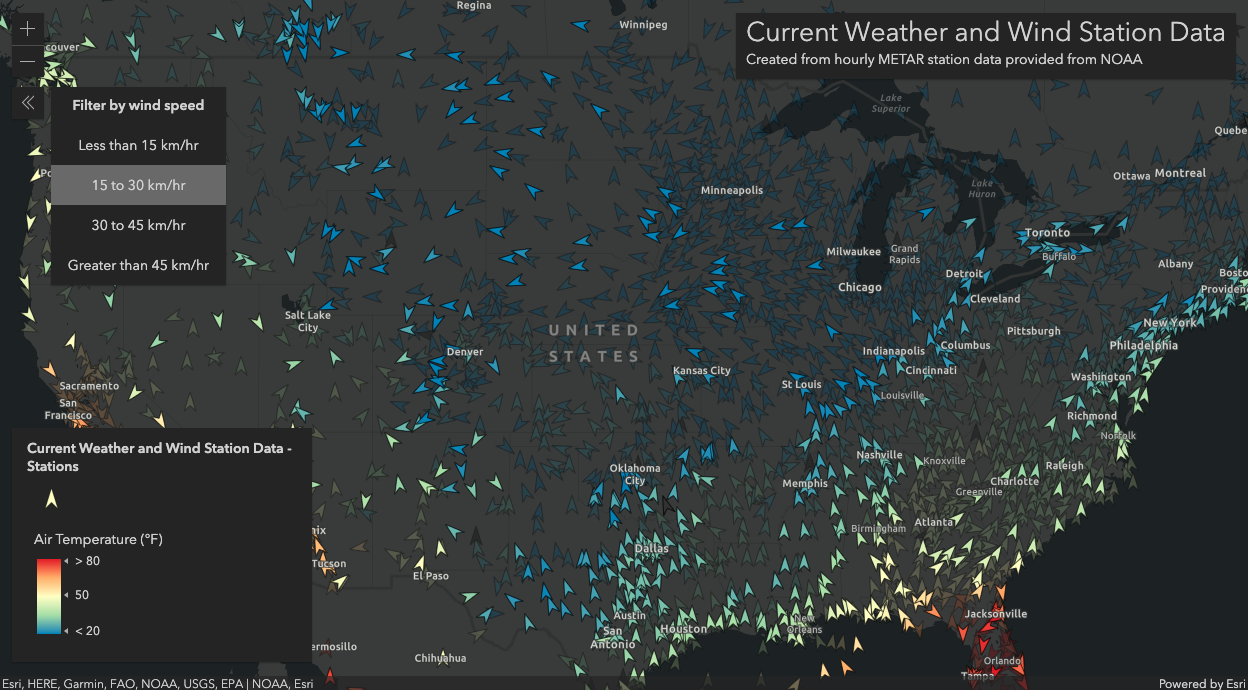 Regina
Winnipeg
Current Weather and Wind Station Data
Created from hourly METAR station data provided from NOAA
couver
Filter by wind speed
Less than 15 km/hr
15 to 30 km/hr
30 to 45 km/hr
Greater than 45 km/hr
Lake
Superior
Quebe
Ottawa
Montreal
Po
Minneapolis
Lake
Huron
Toronto
Buffalo
Milwaukee
Grand
Rapids
Albany
Detroit
Bosto
Chicago
Providen
Cleveland
Salt Lake
City
UNITED
STATES
New York
Pittsburgh
Philadelphia
Denver
Indianapolis
Columbus
Kansas City
Cincinnati
Washington
Sacramento
St Louis
Louisville
San
Francisco
Richmond
Norfolk
Current Weather and Wind Station Data -
Stations
Nashville
Knoxville
Raleigh
Oklahoma
City
Memphis
Charlotte
Greenville
Birmingham
Atlanta
nix
Air Temperature (°F)
> 80
50
< 20
Dallas
Tucson
El Paso
Austin
Jacksonville
San
Antonio
Houston
New
Orleans
ermosillo
Chihuahua
Orlando
Tampa
Esri, HERE, Garmin, FAO, NOAA, USGS, EPA | NOAA, Esri
Powered by Esri